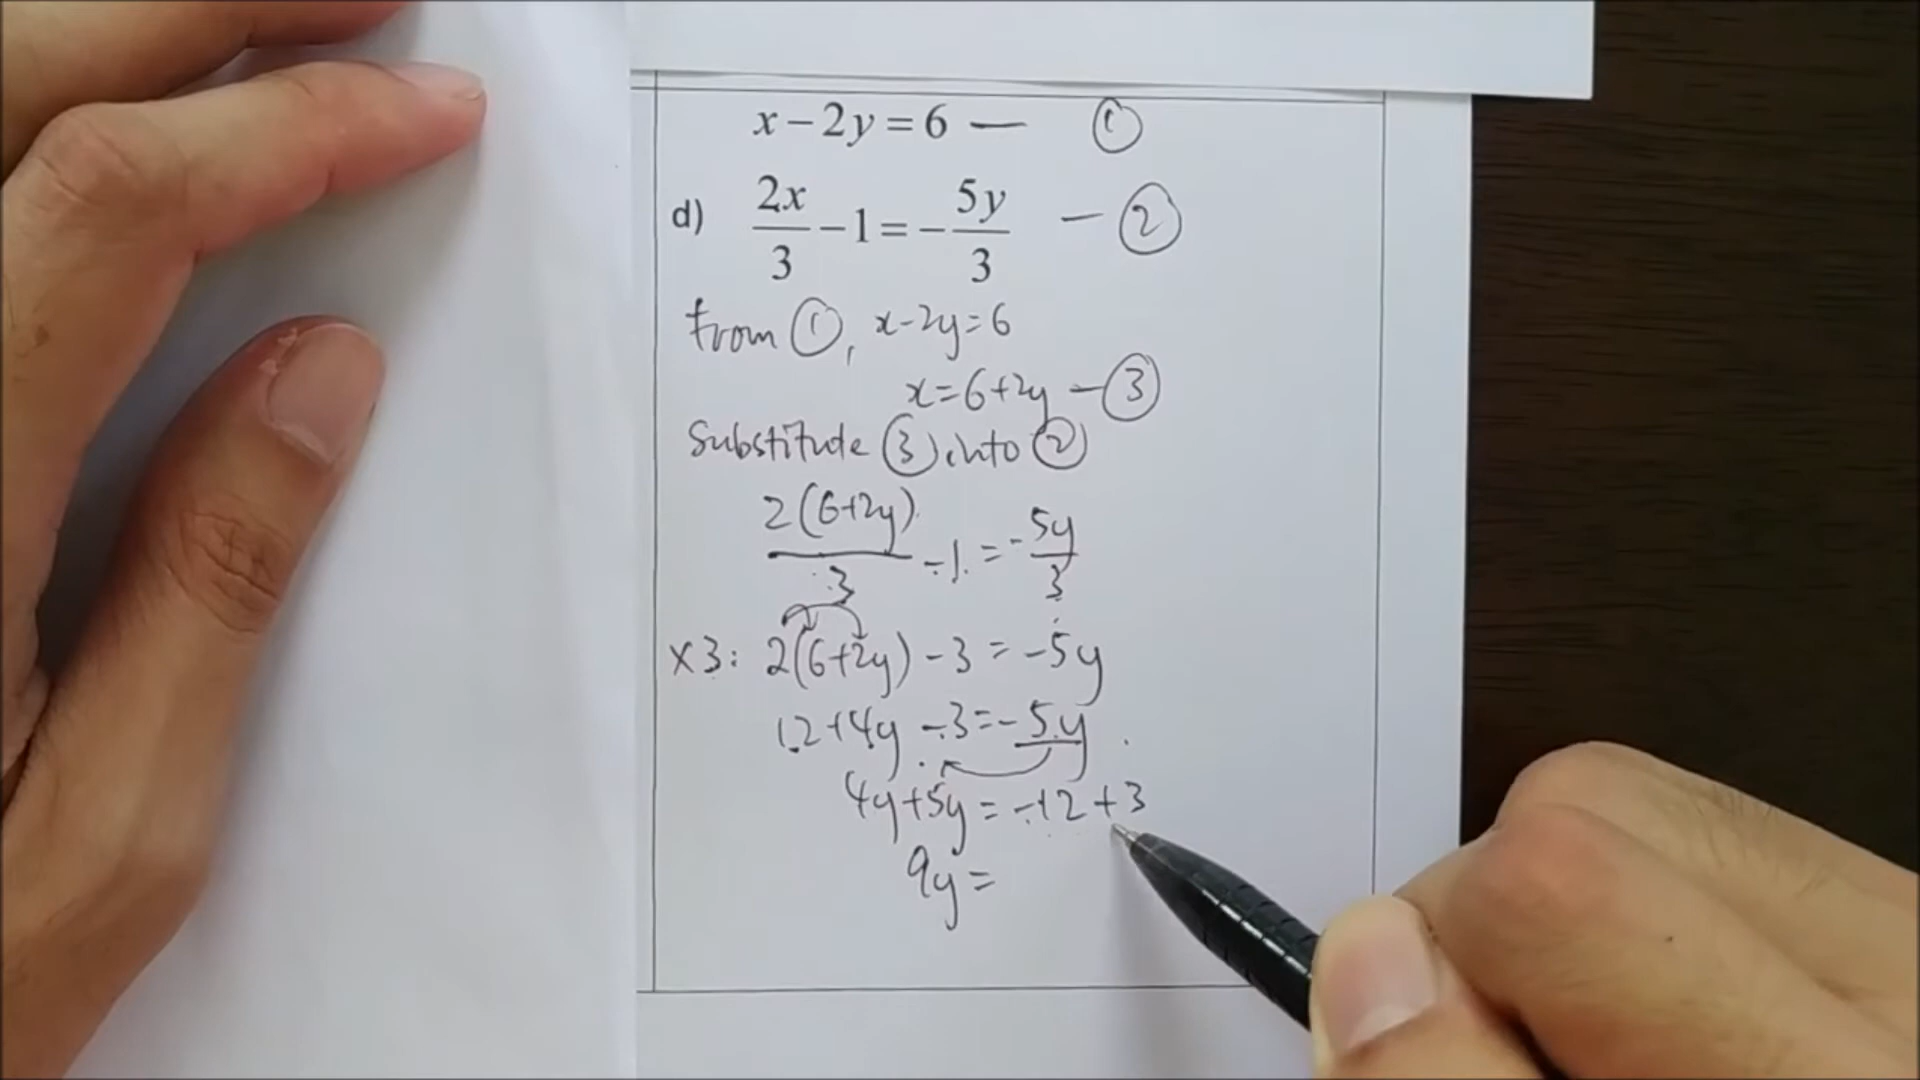 x − 2y = 6 — ①
d) 2x/3 − 1 = − 5y/3 — ②
from ①, x-2y=6
x=6+2y — ③
Substitute ③ into ②
2(6+2y)/3 - 1 = -5y/3
x3: 2(6+2y) - 3 = -5y
12+4y - 3 = -5y
4y+5y = -12+3
9y =